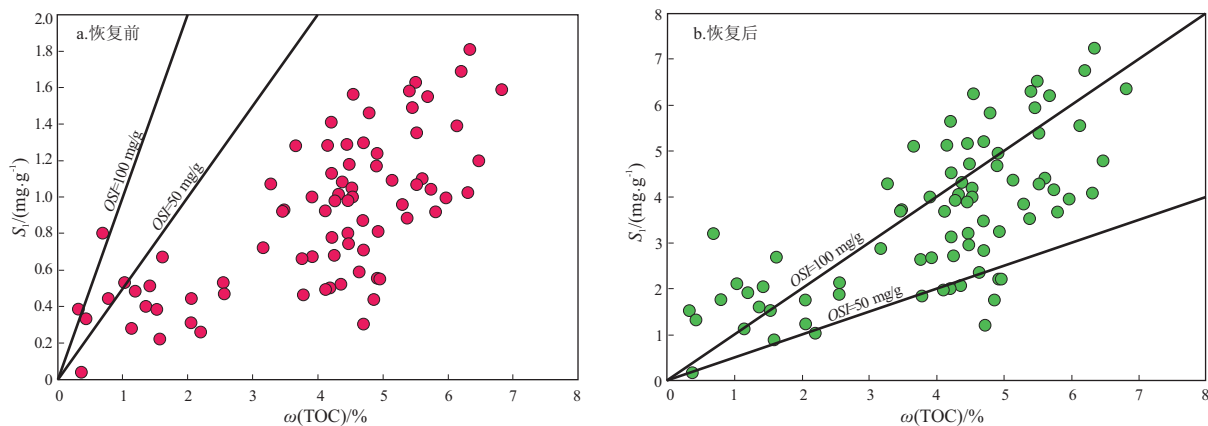 a.恢复前
S₁/(mg·g⁻¹)
2.0
1.8
1.6
1.4
1.2
1.0
0.8
0.6
0.4
0.2
0
OSI=100 mg/g
OSI=50 mg/g
0 1 2 3 4 5 6 7 8
ω(TOC)/%
b.恢复后
S₁/(mg·g⁻¹)
8
7
6
5
4
3
2
1
0
OSI=100 mg/g
OSI=50 mg/g
0 1 2 3 4 5 6 7 8
ω(TOC)/%